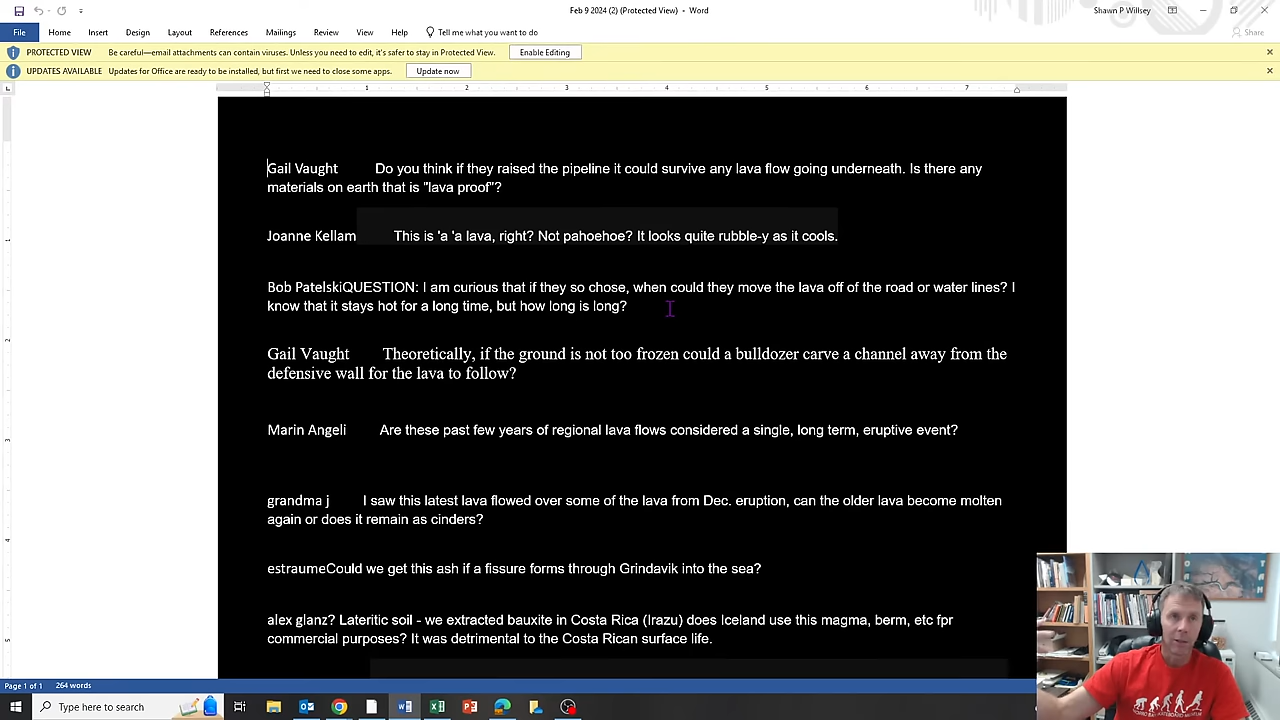 Feb 9 2024 (2) (Protected View) - Word
Shawn P Willsey
File Home Insert Design Layout References Mailings Review View Help Tell me what you want to do Share
PROTECTED VIEW Be careful—email attachments can contain viruses. Unless you need to edit, it's safer to stay in Protected View. Enable Editing
UPDATES AVAILABLE Updates for Office are ready to be installed, but first we need to close some apps. Update now
1 2 3 4 5 6 7
Gail Vaught Do you think if they raised the pipeline it could survive any lava flow going underneath. Is there any
materials on earth that is "lava proof"?
Joanne Kellam This is 'a 'a lava, right? Not pahoehoe? It looks quite rubble-y as it cools.
Bob PatelskiQUESTION: I am curious that if they so chose, when could they move the lava off of the road or water lines? I
know that it stays hot for a long time, but how long is long?
Gail Vaught Theoretically, if the ground is not too frozen could a bulldozer carve a channel away from the
defensive wall for the lava to follow?
Marin Angeli Are these past few years of regional lava flows considered a single, long term, eruptive event?
grandma j I saw this latest lava flowed over some of the lava from Dec. eruption, can the older lava become molten
again or does it remain as cinders?
estraumeCould we get this ash if a fissure forms through Grindavik into the sea?
alex glanz? Lateritic soil - we extracted bauxite in Costa Rica (Irazu) does Iceland use this magma, berm, etc fpr
commercial purposes? It was detrimental to the Costa Rican surface life.
Page 1 of 1 264 words
Type here to search